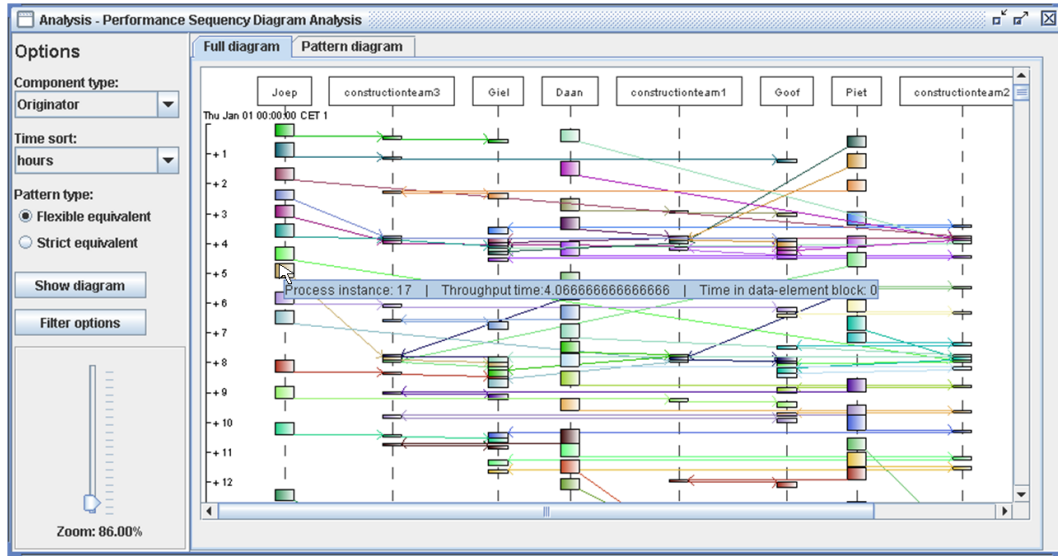 Analysis - Performance Sequency Diagram Analysis
Options
Full diagram
Pattern diagram
Component type:
Originator
Time sort:
hours
Pattern type:
Flexible equivalent
Strict equivalent
Show diagram
Filter options
Zoom: 86.00%
Joep
constructionteam3
Giel
Daan
constructionteam1
Goof
Piet
constructionteam2
Thu Jan 01 00:00:00 CET 1
+ 1
+ 2
+ 3
+ 4
+ 5
Process instance: 17 | Throughput time:4.066666666666666 | Time in data-element block: 0
+ 6
+ 7
+ 8
+ 9
+ 10
+ 11
+ 12